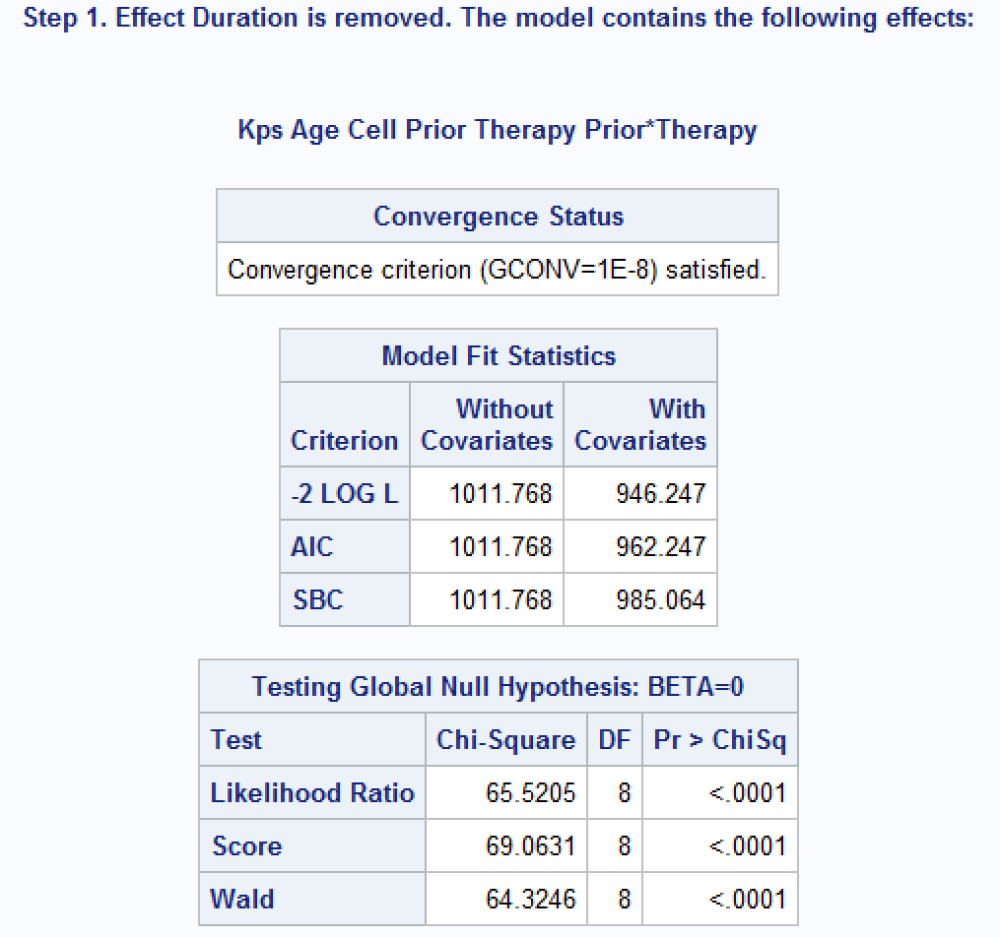 Step 1. Effect Duration is removed. The model contains the following effects:
Kps Age Cell Prior Therapy Prior*Therapy
Convergence Status
Convergence criterion (GCONV=1E-8) satisfied.
Model Fit Statistics
Criterion Without Covariates With Covariates
-2 LOG L 1011.768 946.247
AIC 1011.768 962.247
SBC 1011.768 985.064
Testing Global Null Hypothesis: BETA=0
Test Chi-Square DF Pr > ChiSq
Likelihood Ratio 65.5205 8 <.0001
Score 69.0631 8 <.0001
Wald 64.3246 8 <.0001